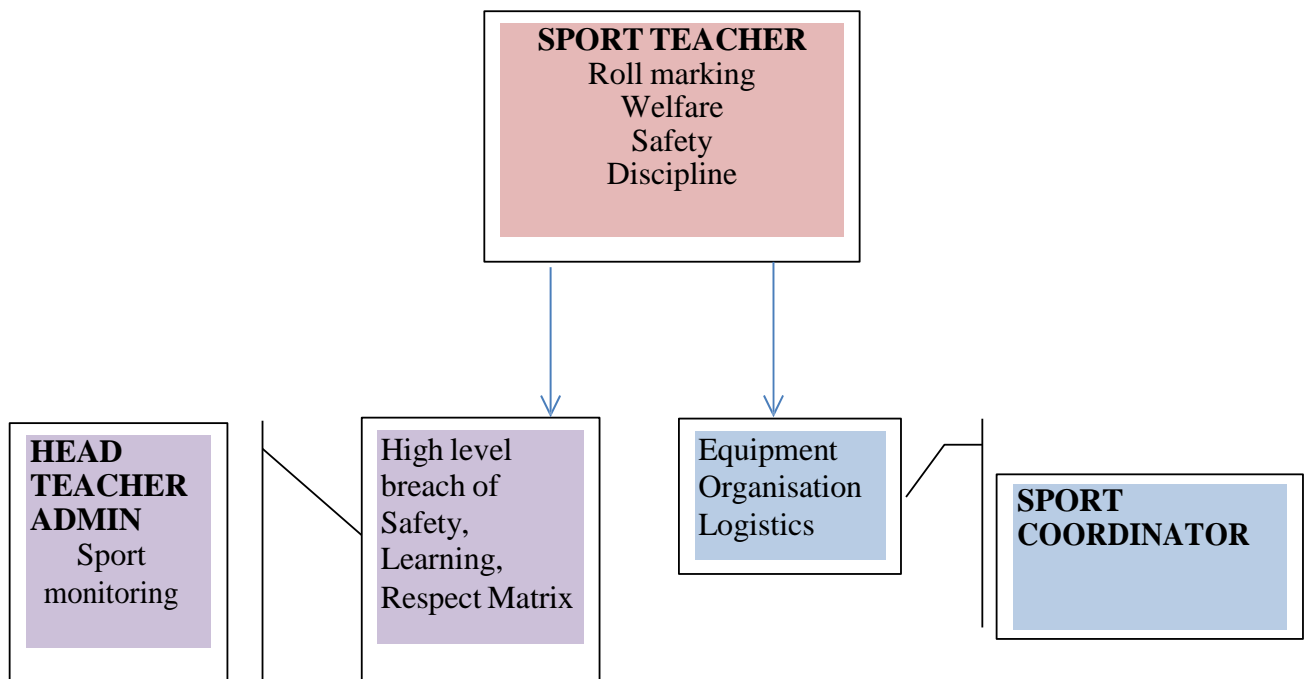 SPORT TEACHER
Roll marking
Welfare
Safety
Discipline
HEAD
TEACHER
ADMIN
Sport
monitoring
High level
breach of
Safety,
Learning,
Respect Matrix
Equipment
Organisation
Logistics
SPORT
COORDINATOR